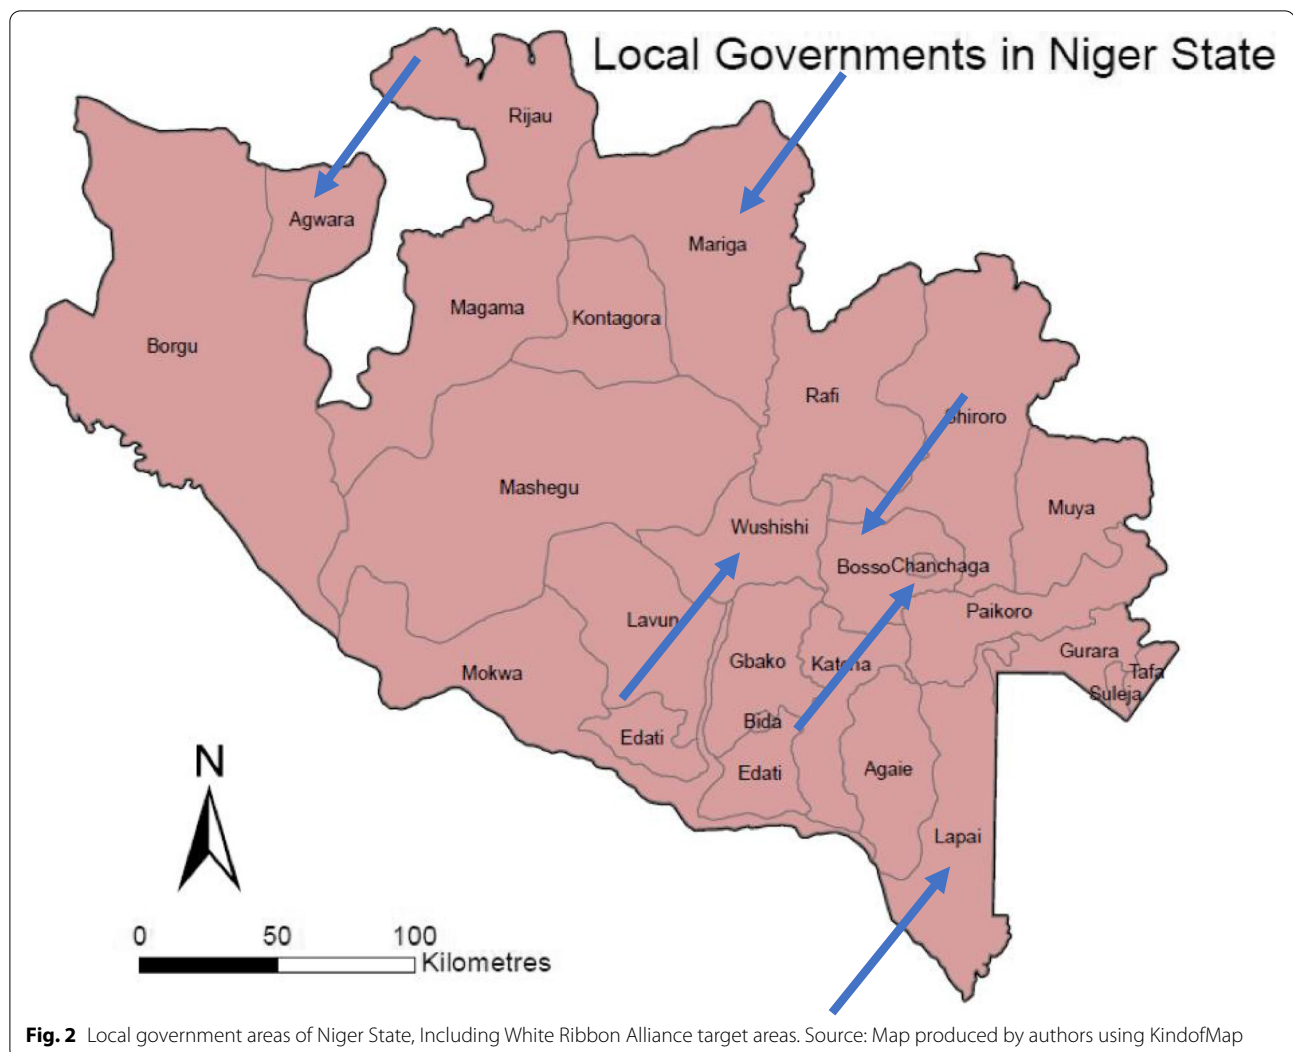 Local Governments in Niger State
Rijau
Agwara
Mariga
Magama
Kontagora
Borgu
Rafi
Shiroro
Mashegu
Muya
Wushishi
Bosso
Chanchaga
Lavun
Paikoro
Gbako
Katcha
Gurara
Tafa
Mokwa
Suleja
Bida
Edati
Edati
Agaie
N
Lapai
0 50 100
Kilometres
Fig. 2 Local government areas of Niger State, Including White Ribbon Alliance target areas. Source: Map produced by authors using KindofMap